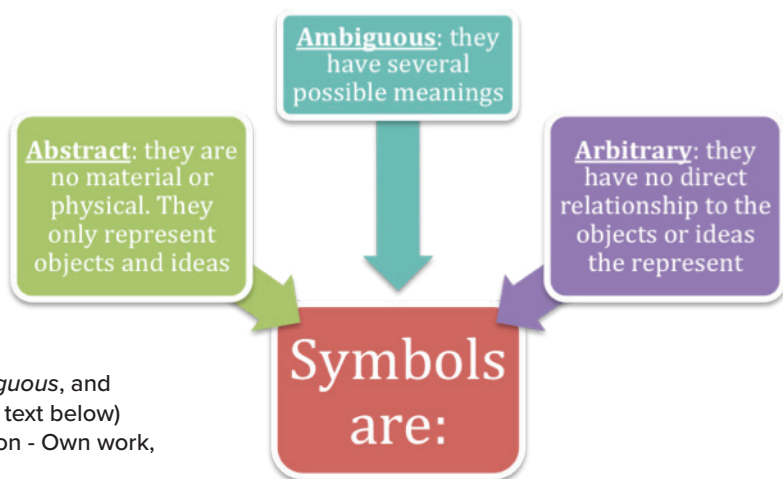 Ambiguous: they
have several
possible meanings
Abstract: they are
no material or
physical. They
only represent
objects and ideas
Arbitrary: they
have no direct
relationship to the
objects or ideas
the represent
Symbols
are:
guous, and
text below)
on - Own work,